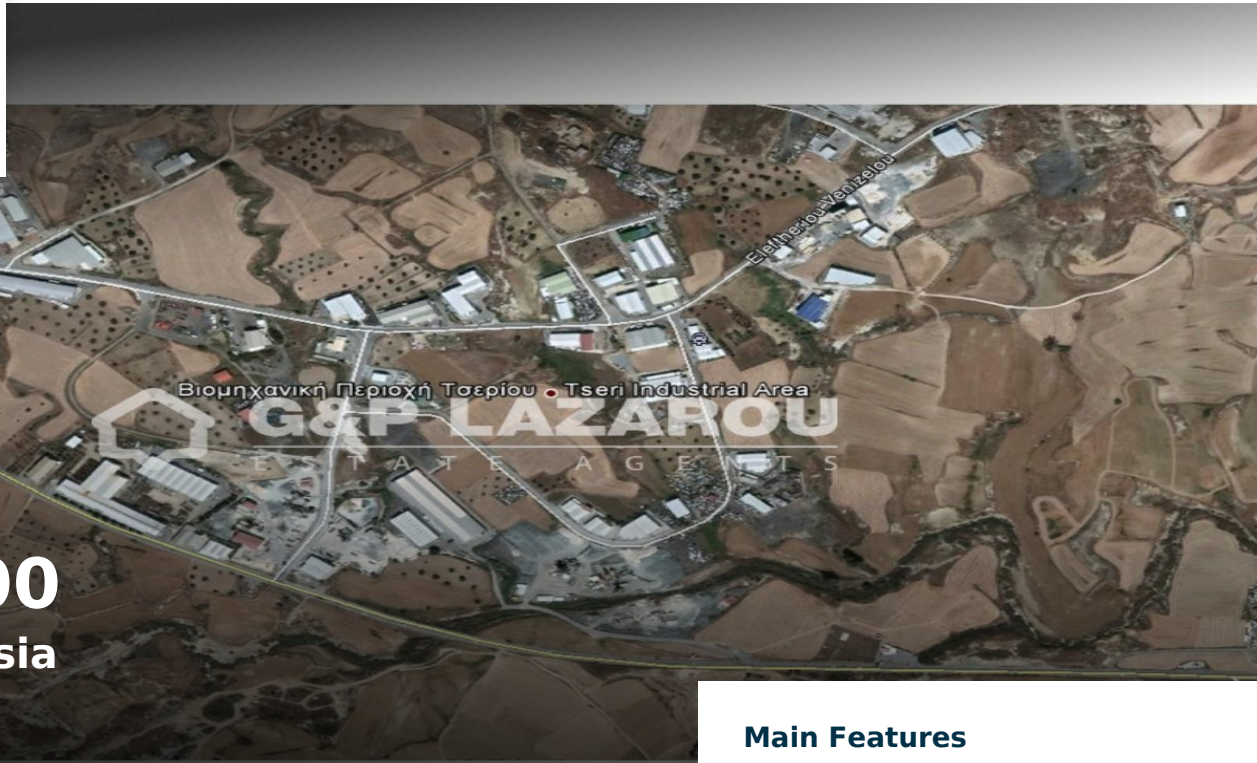 Eleftheriou Venizelou
Βιομηχανική Περιοχή Τσερίου Tseri Industrial Area
G&P LAZAROU
ESTATE AGENTS
00
sia
Main Features